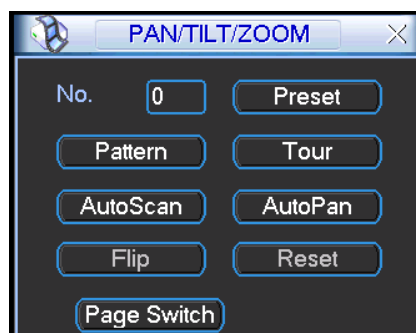 PAN/TILT/ZOOM
No. 0 Preset
Pattern Tour
AutoScan AutoPan
Flip Reset
Page Switch